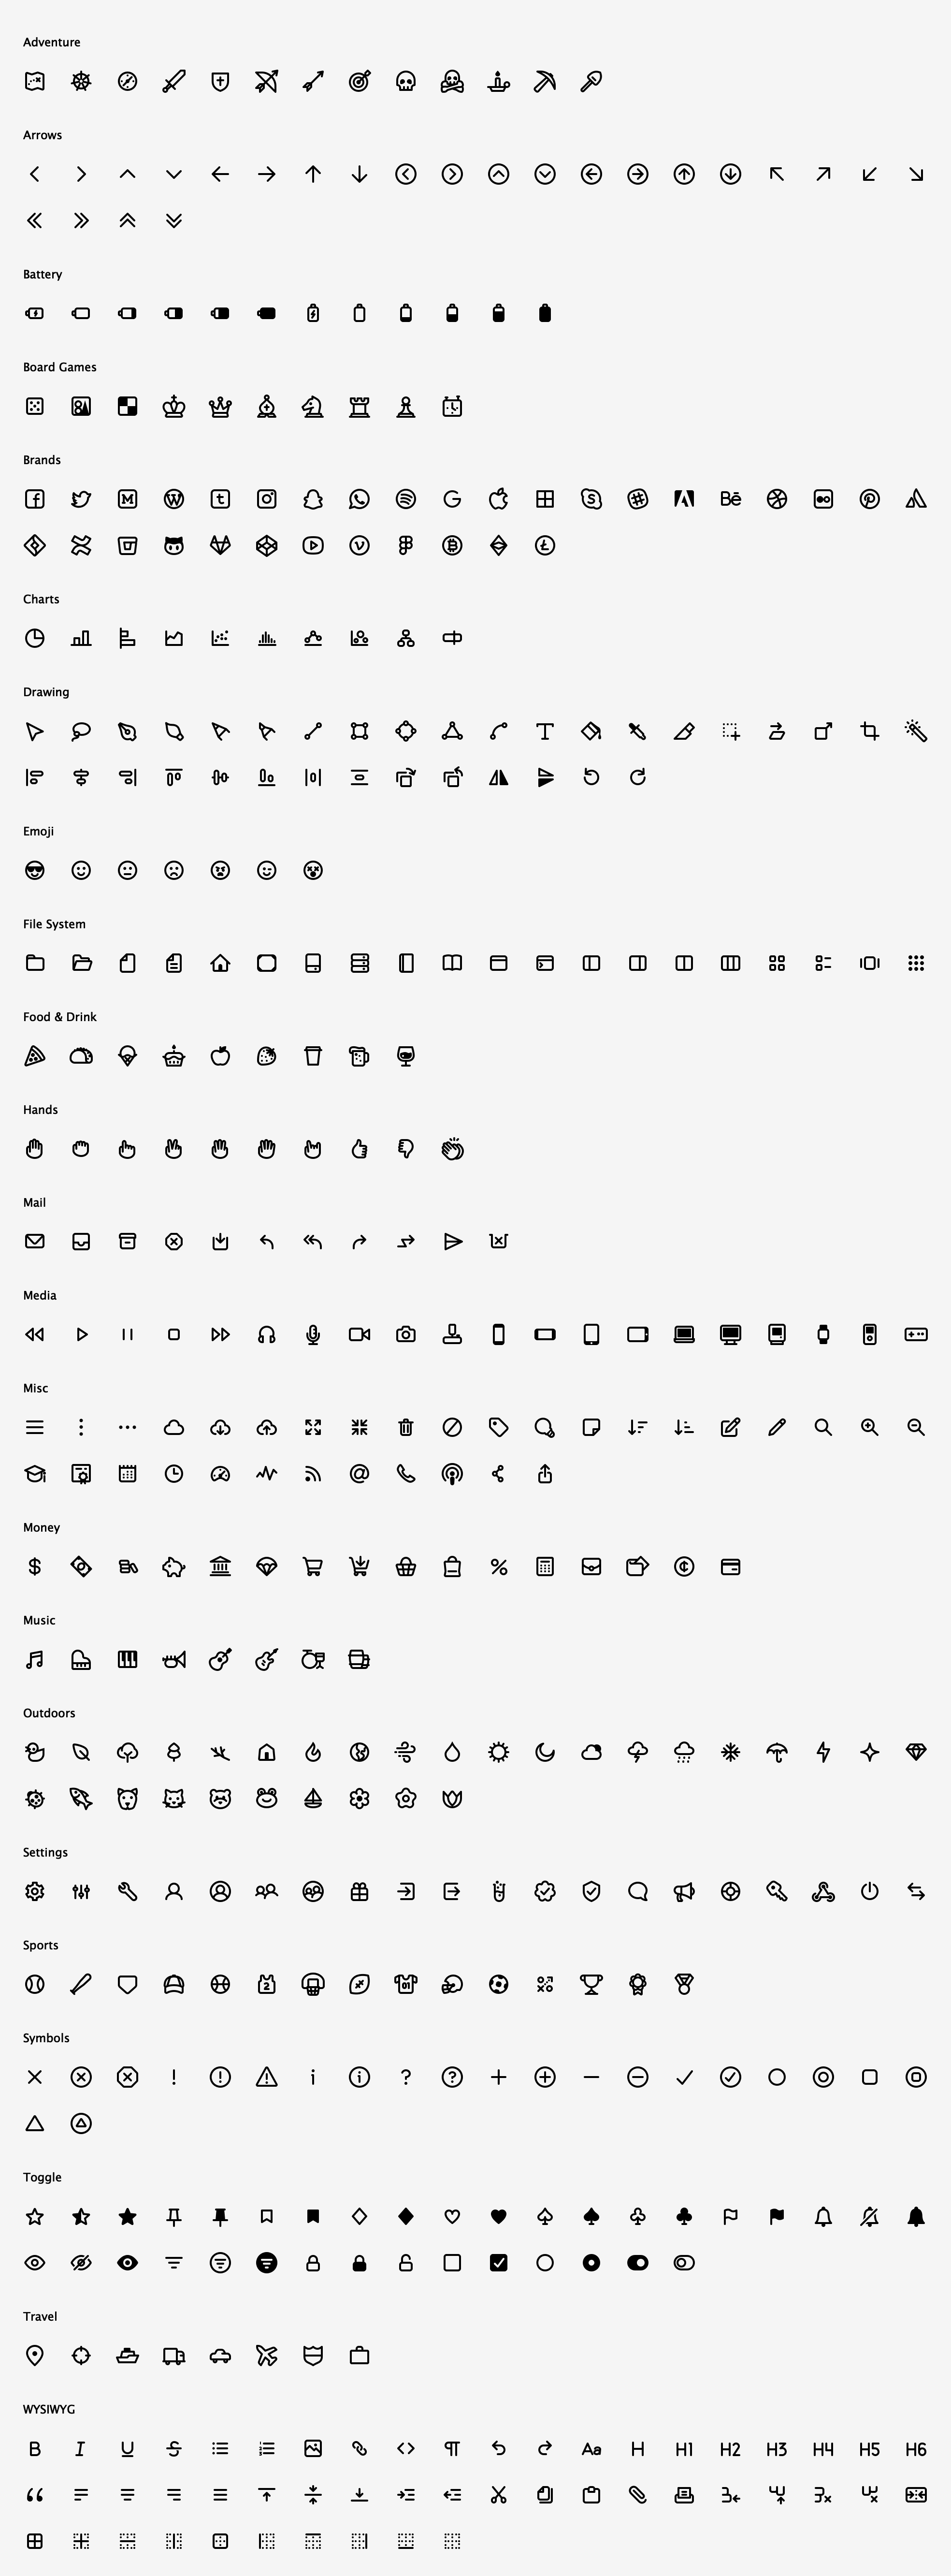 Adventure
Arrows
Battery
Board Games
Brands
Charts
Drawing
Emoji
File System
Food & Drink
Hands
Mail
Media
Misc
Money
Music
Outdoors
Settings
Sports
Symbols
Toggle
Travel
WYSIWYG
B I U S Aa H H1 H2 H3 H4 H5 H6